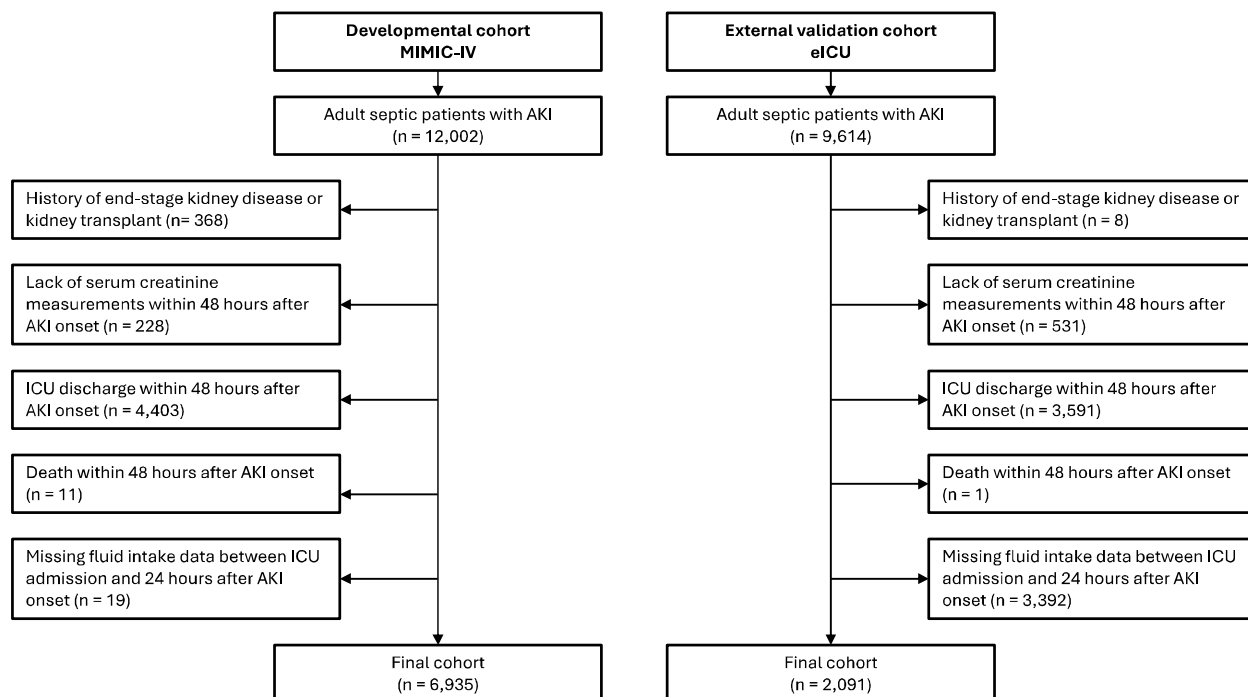 Developmental cohort
MIMIC-IV
Adult septic patients with AKI
(n = 12,002)
History of end-stage kidney disease or
kidney transplant (n= 368)
Lack of serum creatinine
measurements within 48 hours after
AKI onset (n = 228)
ICU discharge within 48 hours after
AKI onset (n = 4,403)
Death within 48 hours after AKI onset
(n = 11)
Missing fluid intake data between ICU
admission and 24 hours after AKI
onset (n = 19)
Final cohort
(n = 6,935)
External validation cohort
eICU
Adult septic patients with AKI
(n = 9,614)
History of end-stage kidney disease or
kidney transplant (n = 8)
Lack of serum creatinine
measurements within 48 hours after
AKI onset (n = 531)
ICU discharge within 48 hours after
AKI onset (n = 3,591)
Death within 48 hours after AKI onset
(n = 1)
Missing fluid intake data between ICU
admission and 24 hours after AKI
onset (n = 3,392)
Final cohort
(n = 2,091)